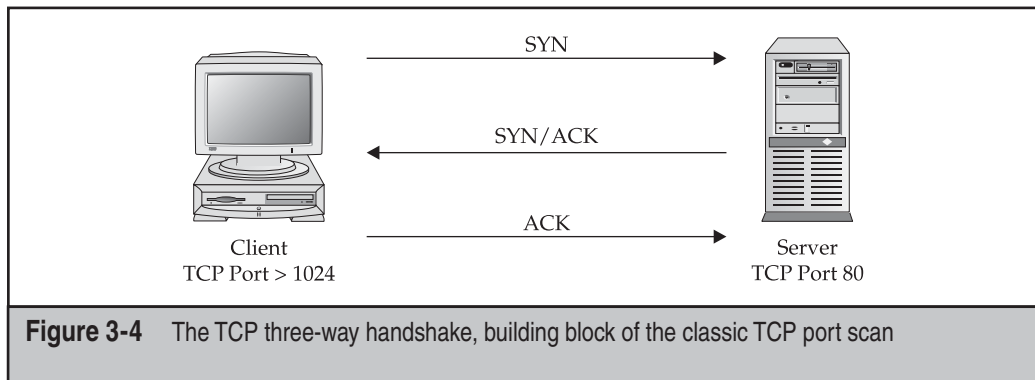 SYN
SYN/ACK
ACK
Client
TCP Port > 1024
Server
TCP Port 80
Figure 3-4 The TCP three-way handshake, building block of the classic TCP port scan